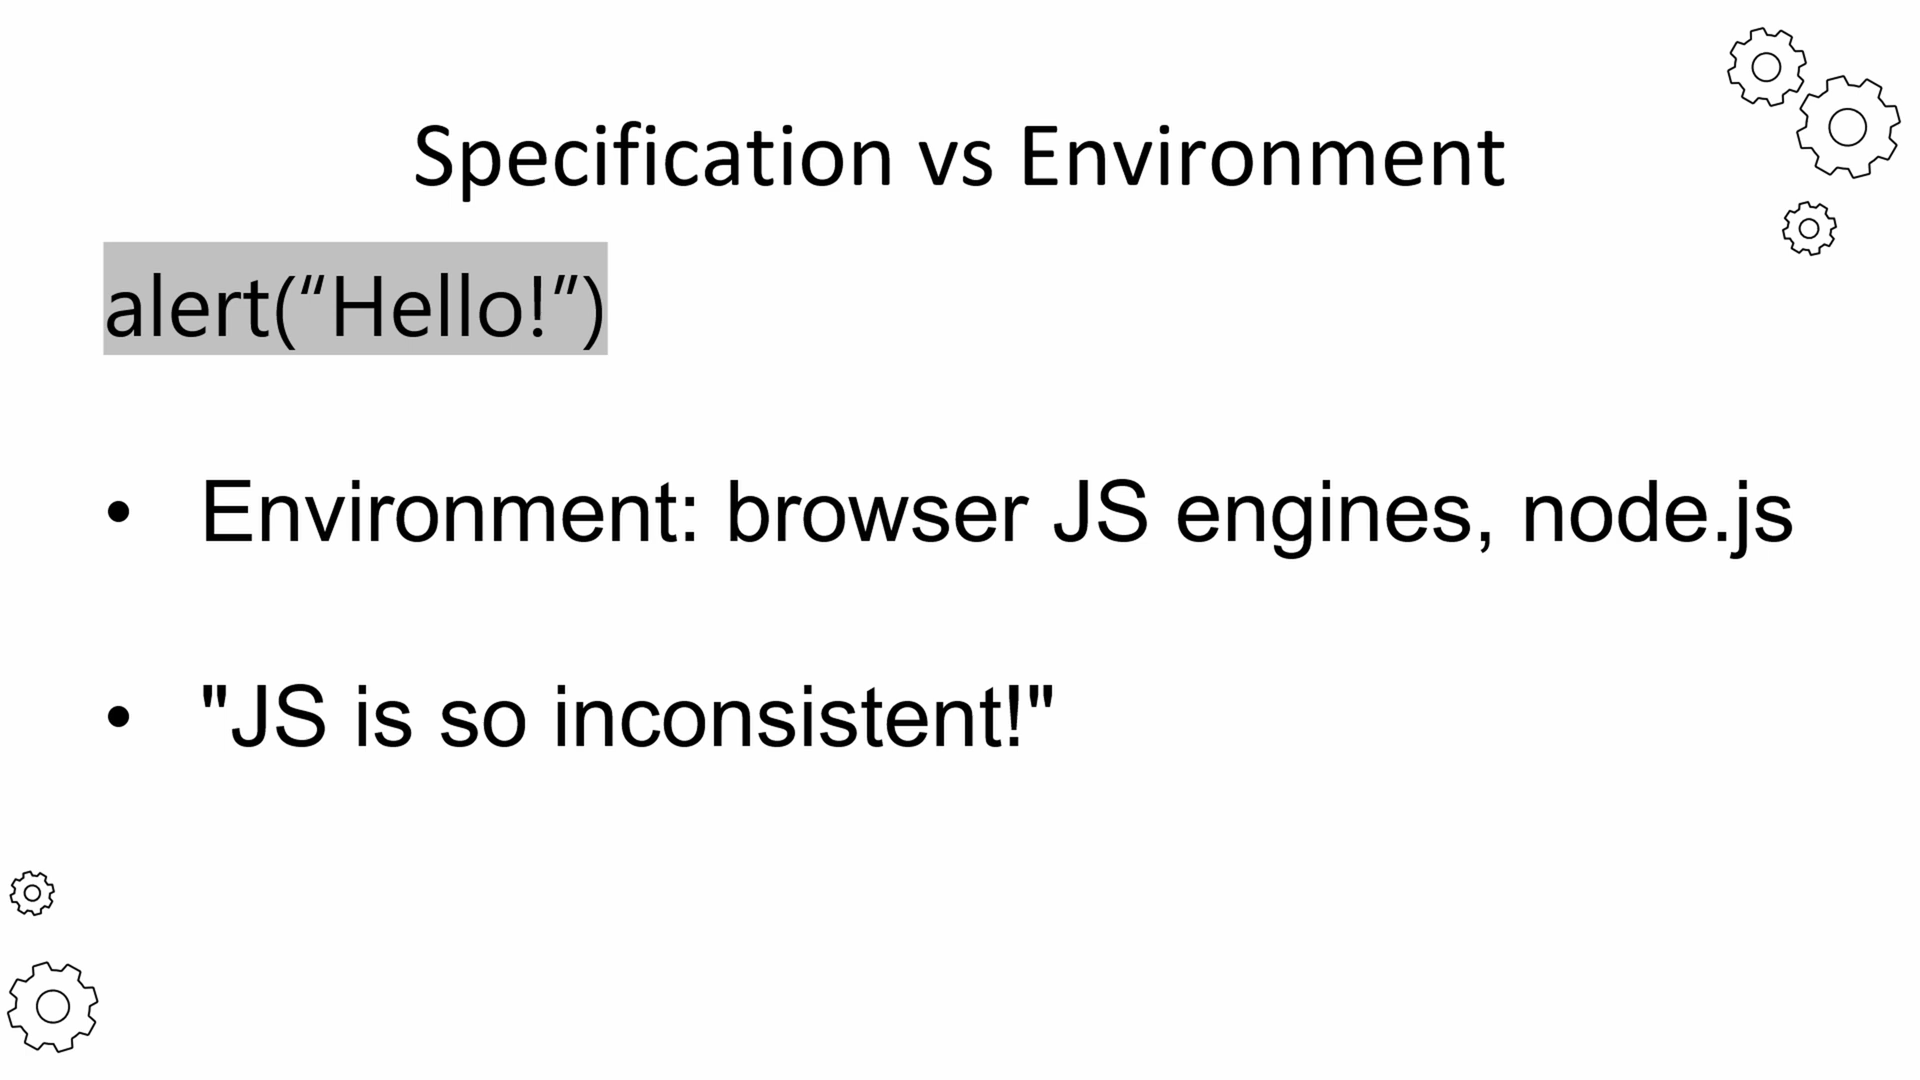 Specification vs Environment
alert(“Hello!”)
• Environment: browser JS engines, node.js
• "JS is so inconsistent!"